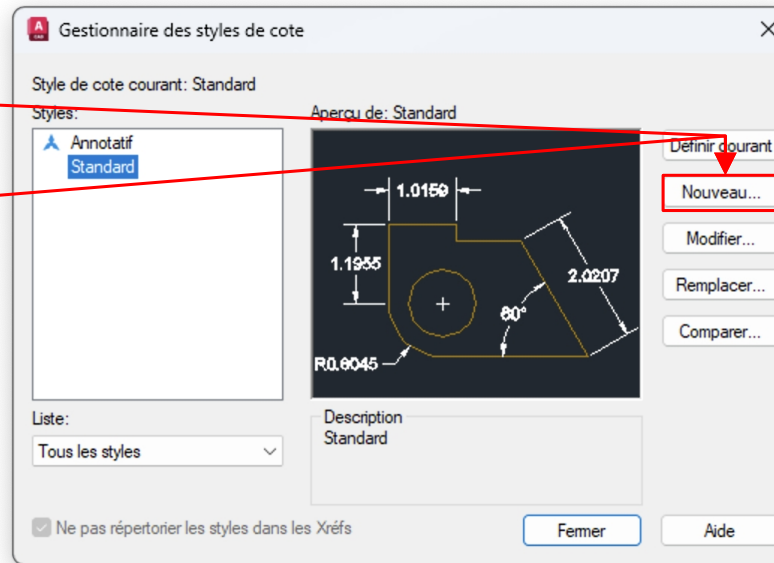 A
CAD
Gestionnaire des styles de cote
Style de cote courant: Standard
Styles:
Aperçu de: Standard
Annotatif
Standard
Définir courant
Nouveau...
Modifier...
Remplacer...
Comparer...
1.0159
1.1955
2.0207
60°
R0.8045
Liste:
Tous les styles
Description
Standard
Ne pas répertorier les styles dans les Xréfs
Fermer
Aide